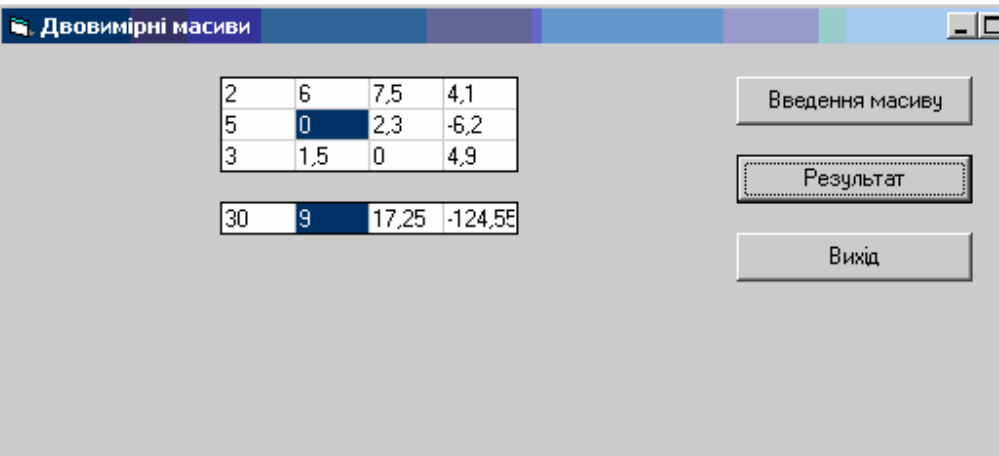 Двовимірні масиви
2 6 7,5 4,1
5 0 2,3 -6,2
3 1,5 0 4,9
30 9 17,25 -124,55
Введення масиву
Результат
Вихід